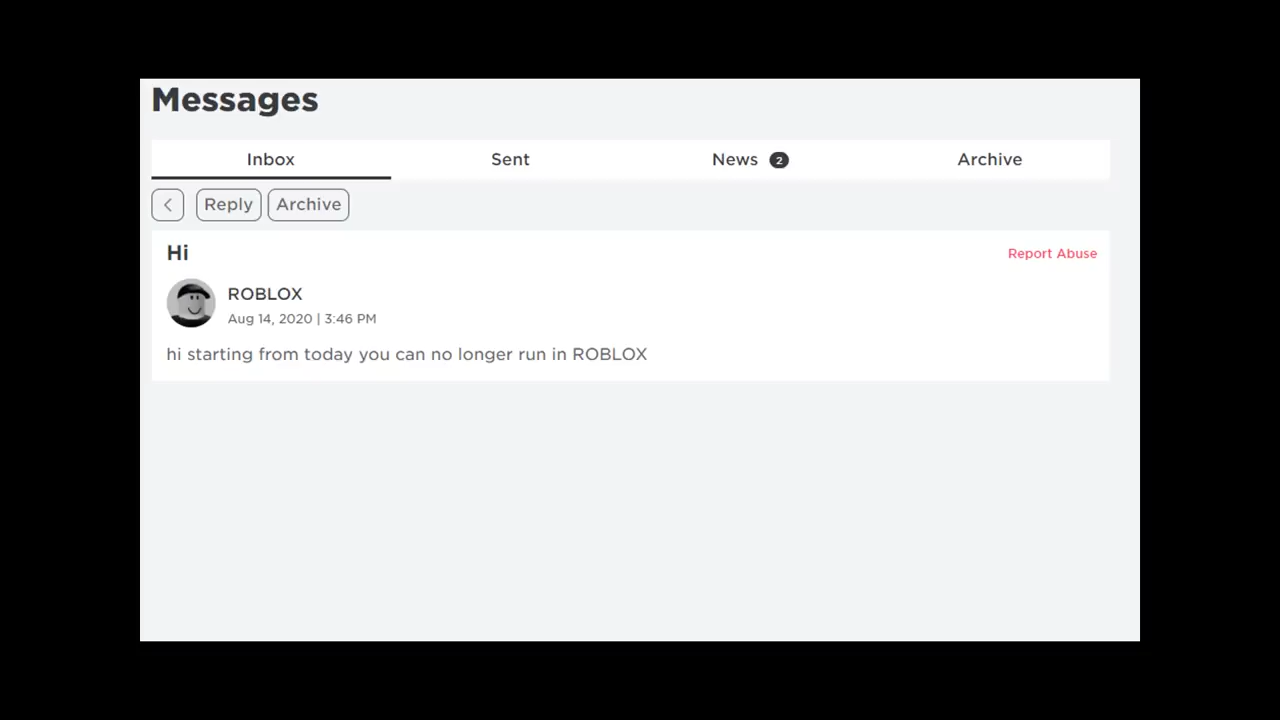 Messages
Inbox Sent News 2 Archive
< Reply Archive
Hi Report Abuse
ROBLOX
Aug 14, 2020 | 3:46 PM
hi starting from today you can no longer run in ROBLOX